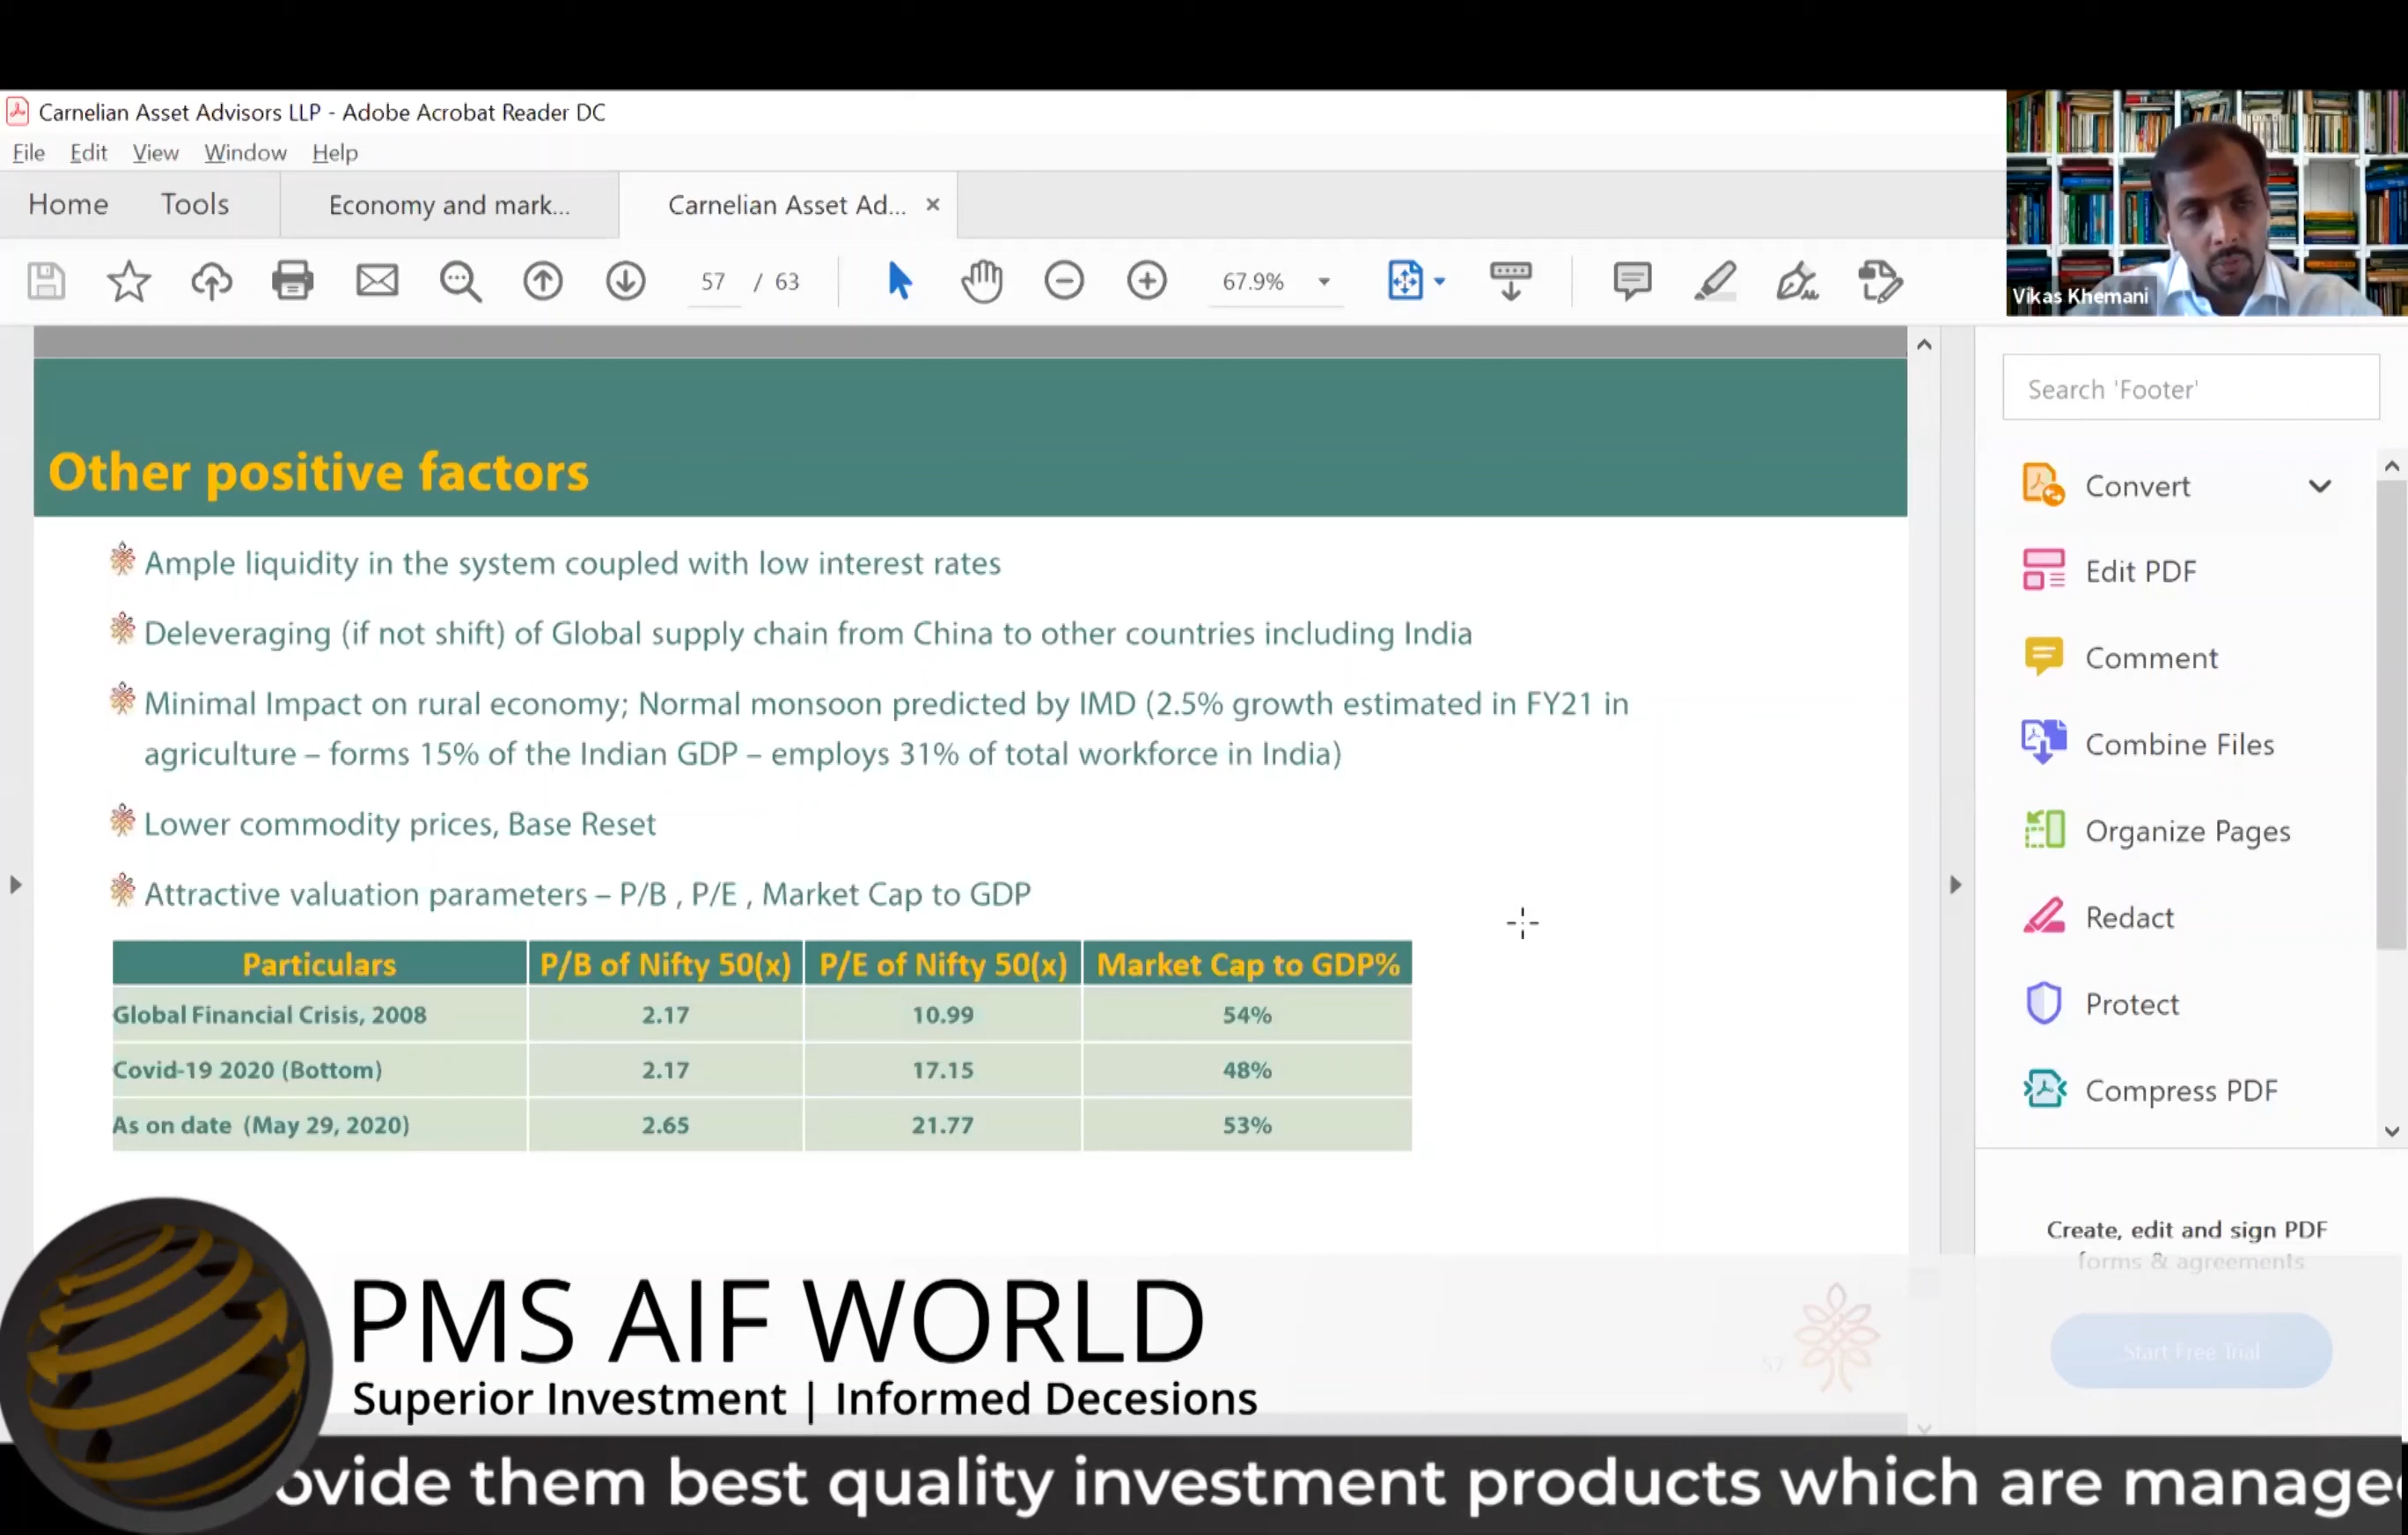 Carnelian Asset Advisors LLP - Adobe Acrobat Reader DC
File Edit View Window Help
Home Tools Economy and mark... Carnelian Asset Ad... ×
57 / 63 67.9%
Vikas Khemani
Search 'Footer'
Other positive factors
Ample liquidity in the system coupled with low interest rates
Deleveraging (if not shift) of Global supply chain from China to other countries including India
Minimal Impact on rural economy; Normal monsoon predicted by IMD (2.5% growth estimated in FY21 in
agriculture – forms 15% of the Indian GDP – employs 31% of total workforce in India)
Lower commodity prices, Base Reset
Attractive valuation parameters – P/B , P/E , Market Cap to GDP
Particulars P/B of Nifty 50(x) P/E of Nifty 50(x) Market Cap to GDP%
Global Financial Crisis, 2008 2.17 10.99 54%
Covid-19 2020 (Bottom) 2.17 17.15 48%
As on date (May 29, 2020) 2.65 21.77 53%
57
Convert
Edit PDF
Comment
Combine Files
Organize Pages
Redact
Protect
Compress PDF
Create, edit and sign PDF
forms & agreements
Start Free Trial
PMS AIF WORLD
Superior Investment | Informed Decesions
ovide them best quality investment products which are manage